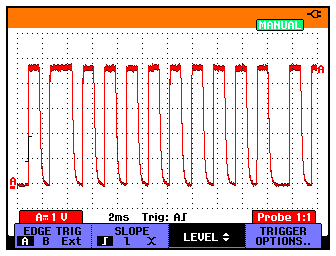 MANUAL
A
A
A=1 V 2ms Trig: A∫ Probe 1:1
EDGE TRIG SLOPE LEVEL TRIGGER
A B Ext X OPTIONS..